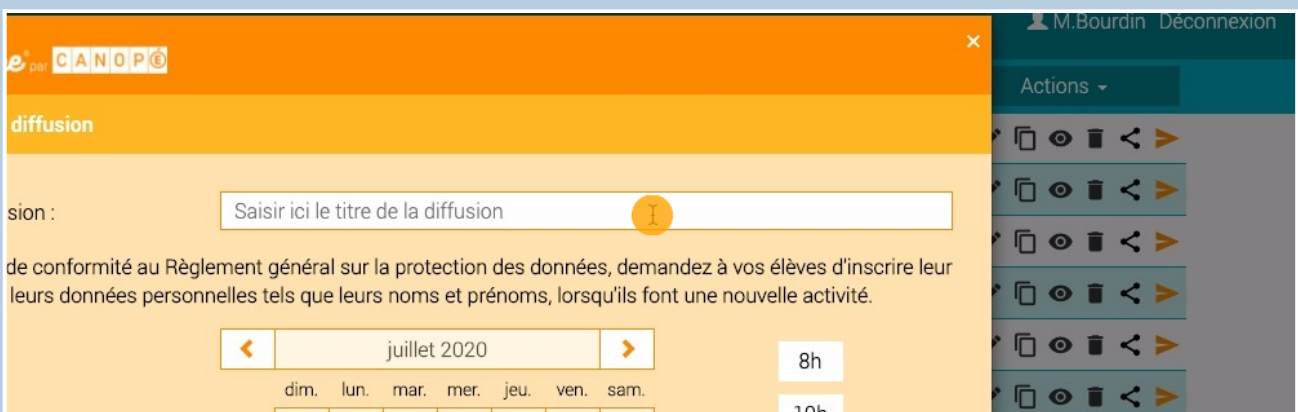 M.Bourdin Déconnexion
e par CANOPÉ
×
Actions
diffusion
sion :
Saisir ici le titre de la diffusion
de conformité au Règlement général sur la protection des données, demandez à vos élèves d'inscrire leur
leurs données personnelles tels que leurs noms et prénoms, lorsqu'ils font une nouvelle activité.
juillet 2020
8h
dim. lun. mar. mer. jeu. ven. sam.
10h